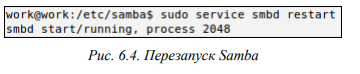 work@work:/etc/samba$ sudo service smbd restart
smbd start/running, process 2048
Рис. 6.4. Перезапуск Samba